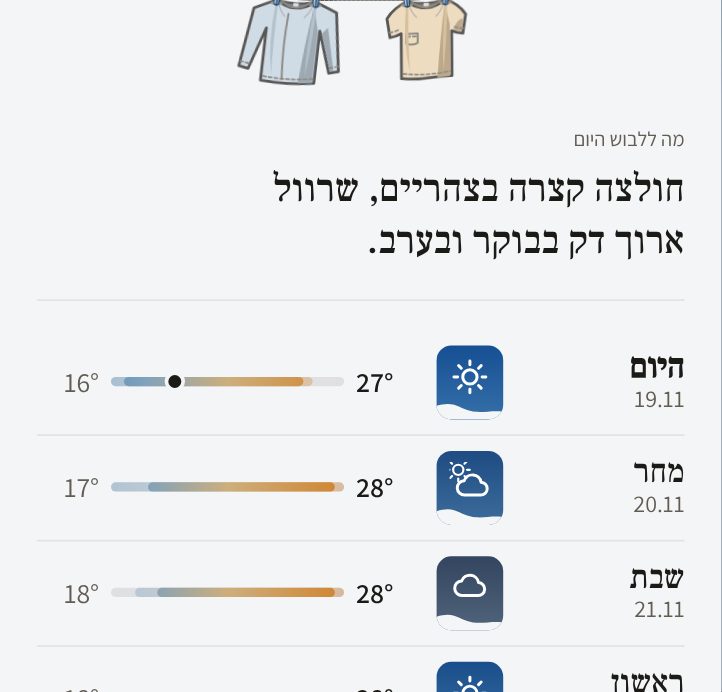 מה ללבוש היום
חולצה קצרה בצהריים, שרוול
ארוך דק בבוקר ובערב.
היום
19.11
27°
16°
מחר
20.11
28°
17°
שבת
21.11
28°
18°
ראשון